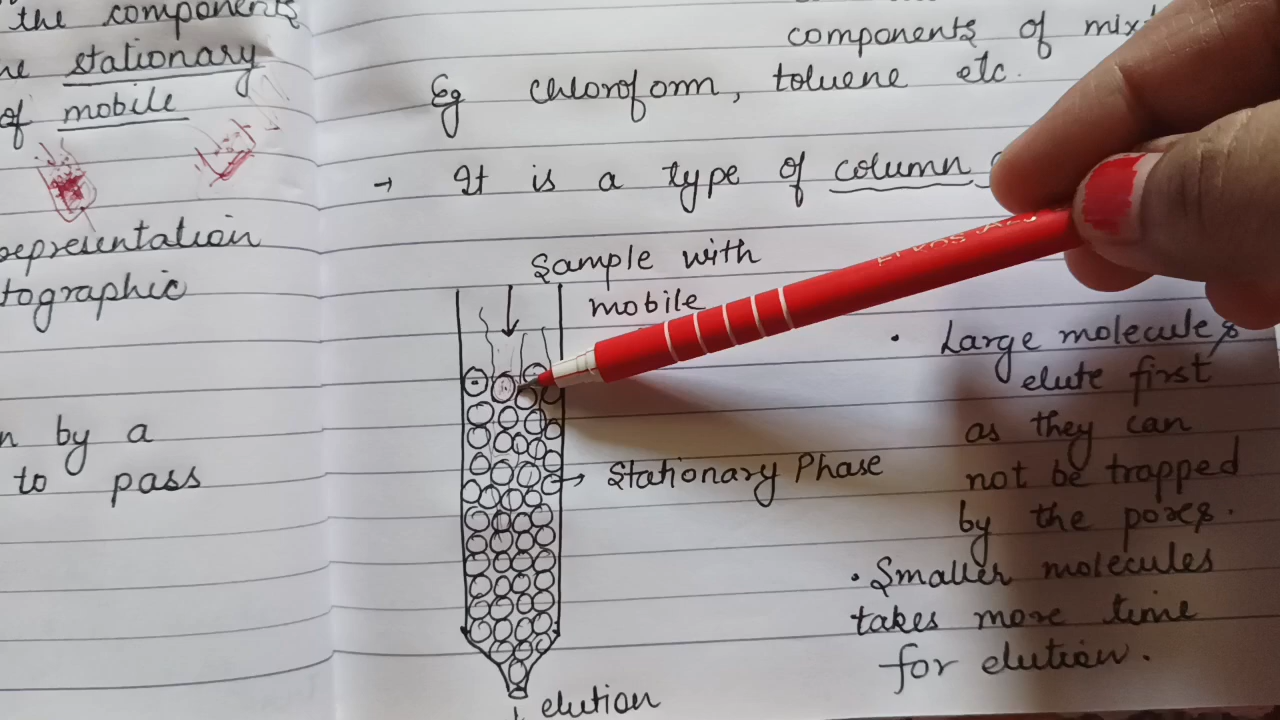 the components
stationary
of mobile
representation
by a
to pass
components of
Eg chloroform, toluene etc.
→ It is a type of column
Sample with
mobile
→ Stationary Phase
elution
• Large molecules
elute first
as they can
not be trapped
by the pores.
• Smaller molecules
takes more time
for elution.